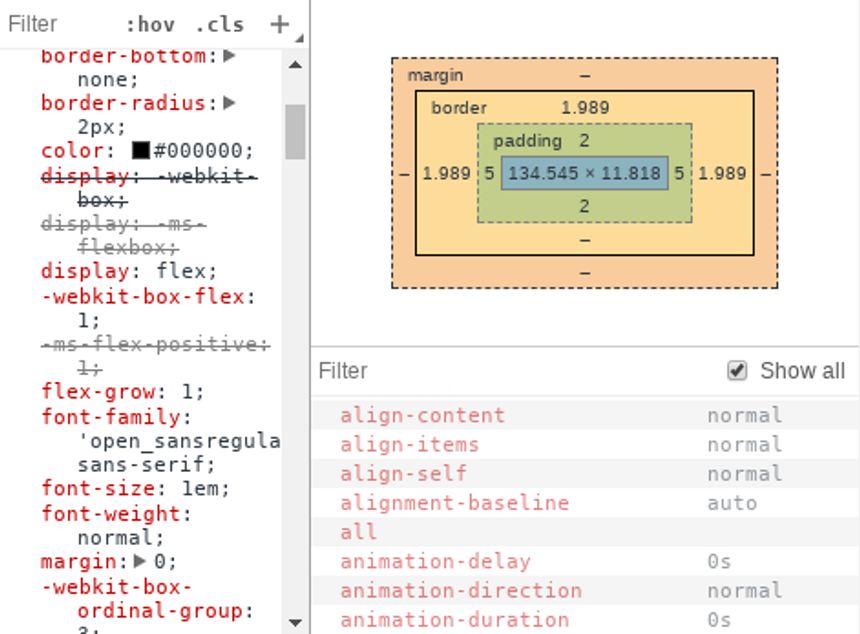 Filter :hov .cls +
border-bottom:
none;
border-radius:
2px;
color: #000000;
display: -webkit-
box;
display: -ms-
flexbox;
display: flex;
-webkit-box-flex:
1;
-ms-flex-positive:
1;
flex-grow: 1;
font-family:
'open_sansregula
sans-serif;
font-size: 1em;
font-weight:
normal;
margin: 0;
-webkit-box-
ordinal-group:
margin –
border 1.989
padding 2
– 1.989 5 134.545 × 11.818 5 1.989 –
2
–
–
Filter Show all
align-content normal
align-items normal
align-self normal
alignment-baseline auto
all
animation-delay 0s
animation-direction normal
animation-duration 0s